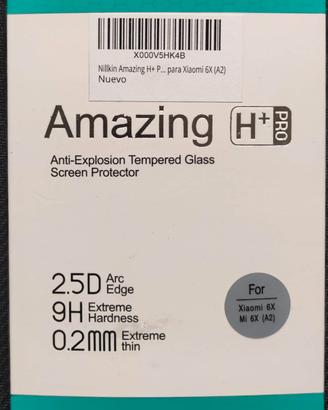 X000V5HK4B
Nillkin Amazing H+ P... para Xiaomi 6X (A2)
Nuevo
Amazing H+ PRO
Anti-Explosion Tempered Glass
Screen Protector
2.5D Arc Edge
9H Extreme Hardness
0.2mm Extreme thin
For
Xiaomi 6X
Mi 6X (A2)